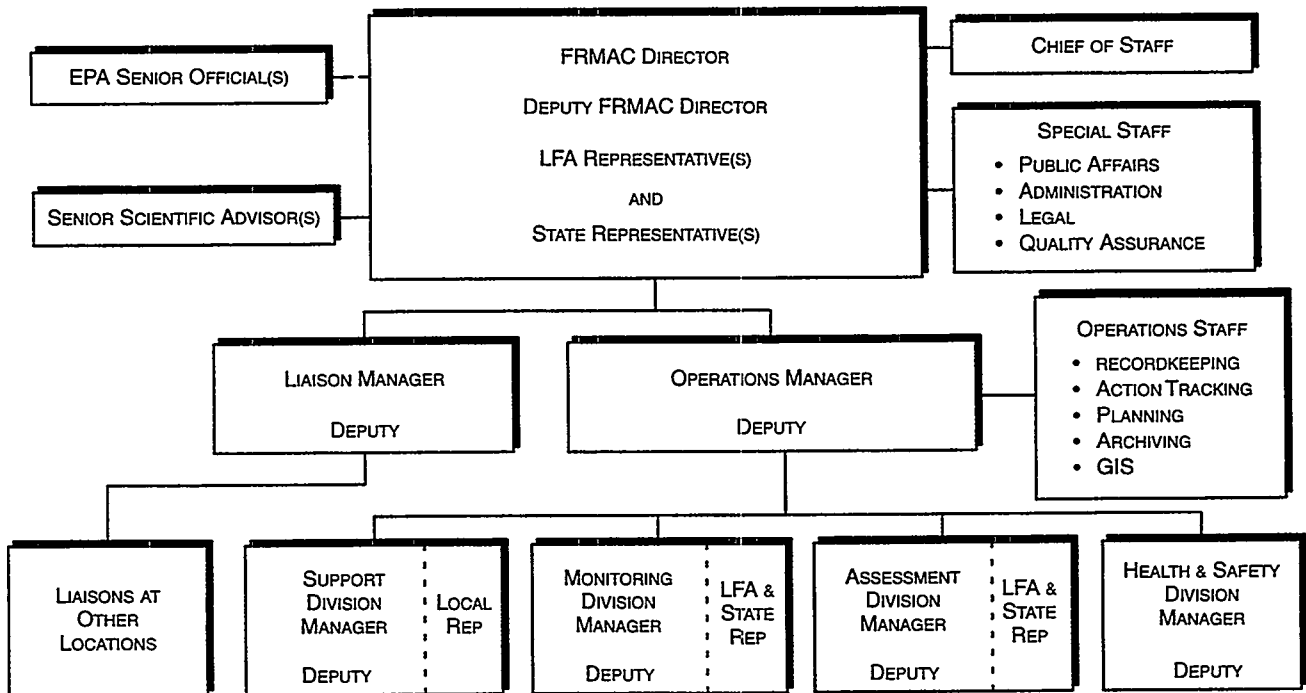 EPA SENIOR OFFICIAL(S)
SENIOR SCIENTIFIC ADVISOR(S)
FRMAC DIRECTOR
DEPUTY FRMAC DIRECTOR
LFA REPRESENTATIVE(S)
AND
STATE REPRESENTATIVE(S)
CHIEF OF STAFF
SPECIAL STAFF
• PUBLIC AFFAIRS
• ADMINISTRATION
• LEGAL
• QUALITY ASSURANCE
LIAISON MANAGER
DEPUTY
OPERATIONS MANAGER
DEPUTY
OPERATIONS STAFF
• RECORDKEEPING
• ACTION TRACKING
• PLANNING
• ARCHIVING
• GIS
LIAISONS AT
OTHER
LOCATIONS
SUPPORT
DIVISION
MANAGER
DEPUTY
LOCAL
REP
MONITORING
DIVISION
MANAGER
DEPUTY
LFA &
STATE
REP
ASSESSMENT
DIVISION
MANAGER
DEPUTY
LFA &
STATE
REP
HEALTH & SAFETY
DIVISION
MANAGER
DEPUTY